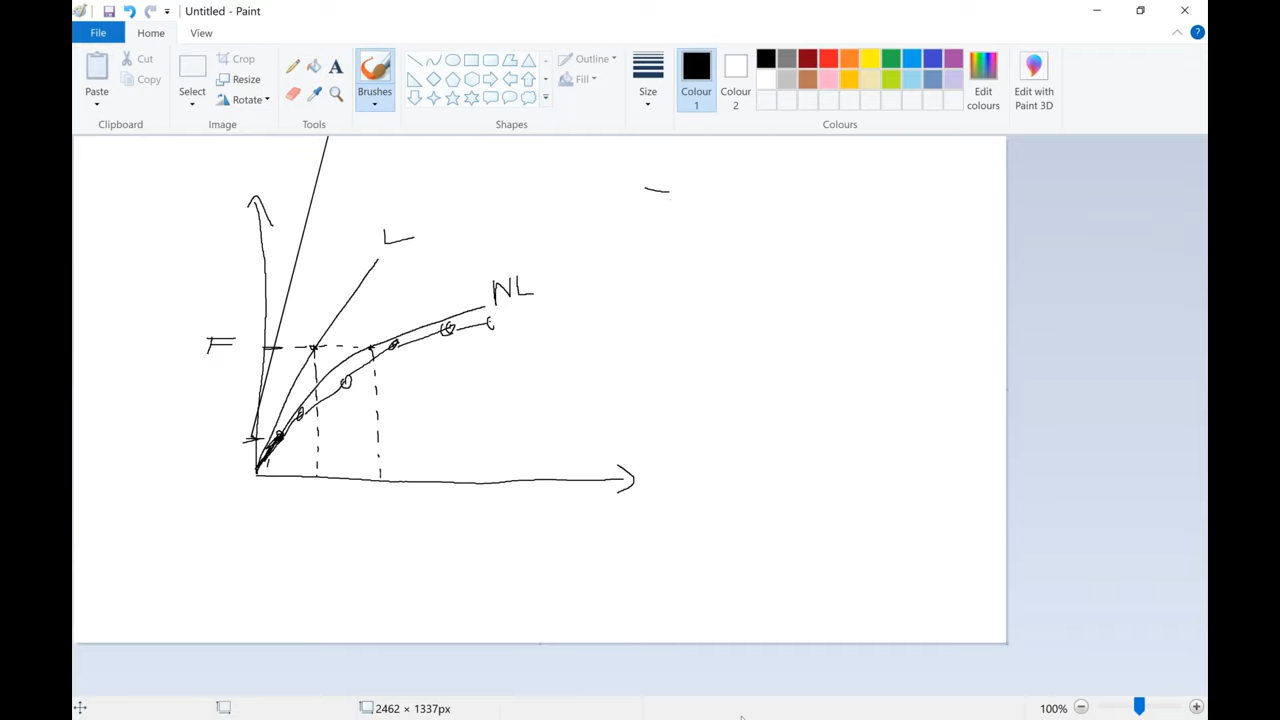 Untitled - Paint
File
Home
View
Paste
Cut
Copy
Clipboard
Select
Crop
Resize
Rotate
Image
A
Tools
Brushes
Outline
Fill
Shapes
Size
Colour 1
Colour 2
Edit colours
Edit with Paint 3D
Colours
L
NL
F
2462 × 1337px
100%